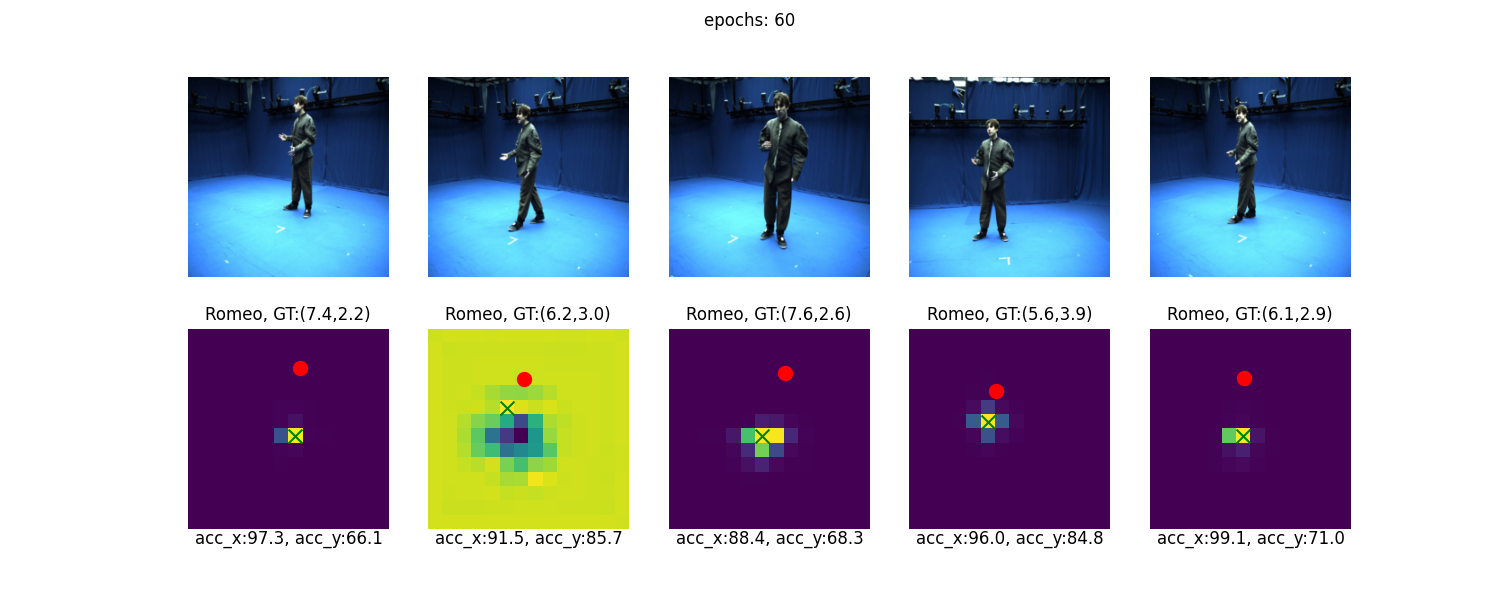 epochs: 60
Romeo, GT:(7.4,2.2)
Romeo, GT:(6.2,3.0)
Romeo, GT:(7.6,2.6)
Romeo, GT:(5.6,3.9)
Romeo, GT:(6.1,2.9)
acc_x:97.3, acc_y:66.1
acc_x:91.5, acc_y:85.7
acc_x:88.4, acc_y:68.3
acc_x:96.0, acc_y:84.8
acc_x:99.1, acc_y:71.0